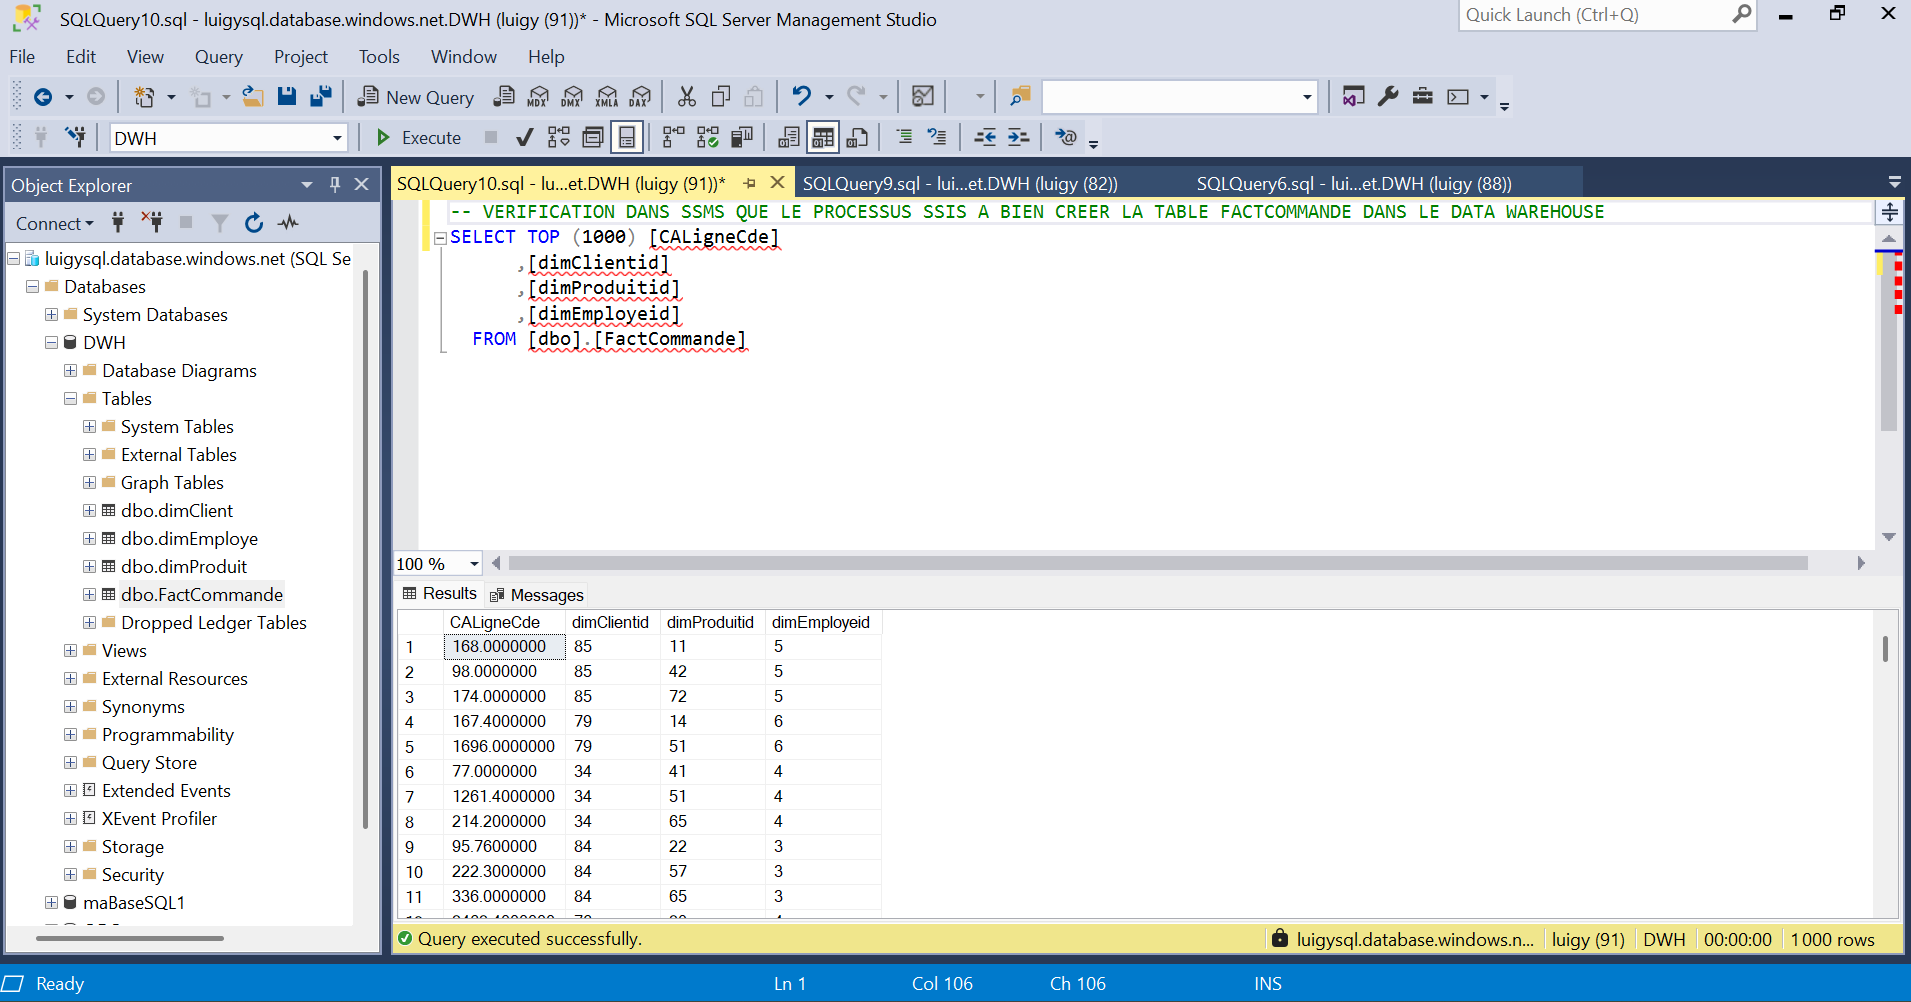 SQLQuery10.sql - luigysql.database.windows.net.DWH (luigy (91))* - Microsoft SQL Server Management Studio
Quick Launch (Ctrl+Q)
File Edit View Query Project Tools Window Help
New Query MDX DMX XMLA DAX
DWH Execute
Object Explorer
Connect
luigysql.database.windows.net (SQL Se
Databases
System Databases
DWH
Database Diagrams
Tables
System Tables
External Tables
Graph Tables
dbo.dimClient
dbo.dimEmploye
dbo.dimProduit
dbo.FactCommande
Dropped Ledger Tables
Views
External Resources
Synonyms
Programmability
Query Store
Extended Events
XEvent Profiler
Storage
Security
maBaseSQL1
SQLQuery10.sql - lu...et.DWH (luigy (91))* SQLQuery9.sql - lui...et.DWH (luigy (82)) SQLQuery6.sql - lui...et.DWH (luigy (88))
-- VERIFICATION DANS SSMS QUE LE PROCESSUS SSIS A BIEN CREER LA TABLE FACTCOMMANDE DANS LE DATA WAREHOUSE
SELECT TOP (1000) [CALigneCde]
,[dimClientid]
,[dimProduitid]
,[dimEmployeid]
FROM [dbo].[FactCommande]
100 %
Results Messages
CALigneCde dimClientid dimProduitid dimEmployeid
1 168.0000000 85 11 5
2 98.0000000 85 42 5
3 174.0000000 85 72 5
4 167.4000000 79 14 6
5 1696.0000000 79 51 6
6 77.0000000 34 41 4
7 1261.4000000 34 51 4
8 214.2000000 34 65 4
9 95.7600000 84 22 3
10 222.3000000 84 57 3
11 336.0000000 84 65 3
Query executed successfully. luigysql.database.windows.n... luigy (91) DWH 00:00:00 1 000 rows
Ready Ln 1 Col 106 Ch 106 INS